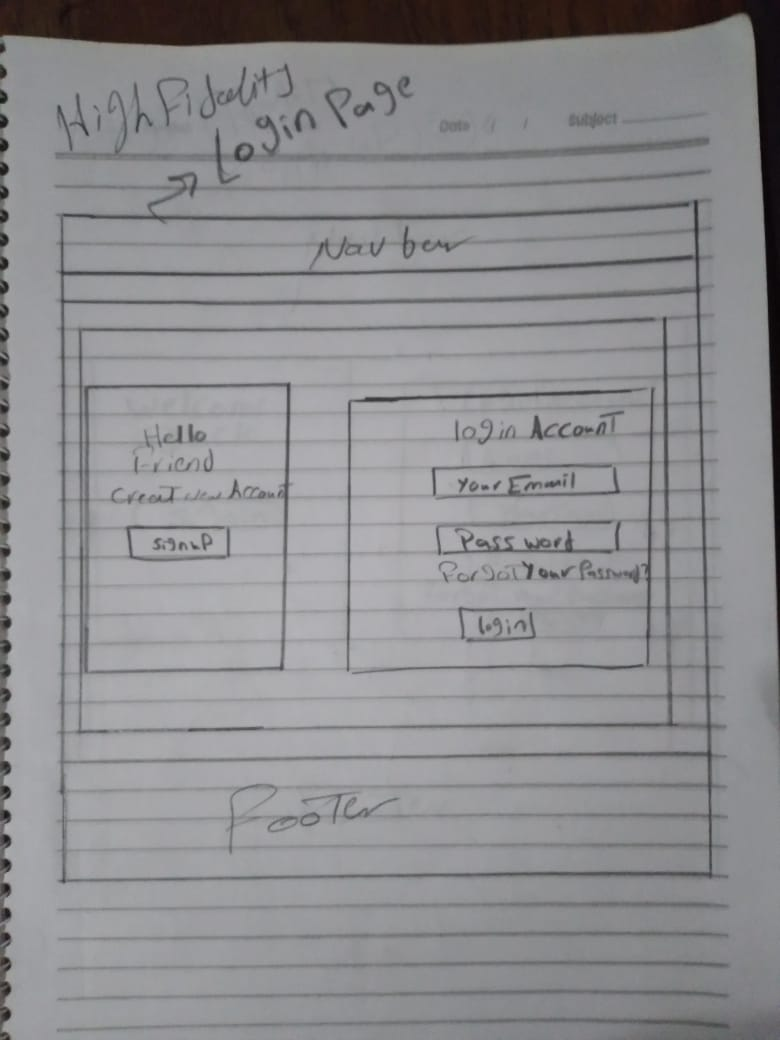 High Fidelity
Login Page
Date / / Subject
Nav bar
Hello
Friend
Creat New Account
signuP
login Account
Your Emmail
Pass word
ForgoT Your Password?
login
FooTer